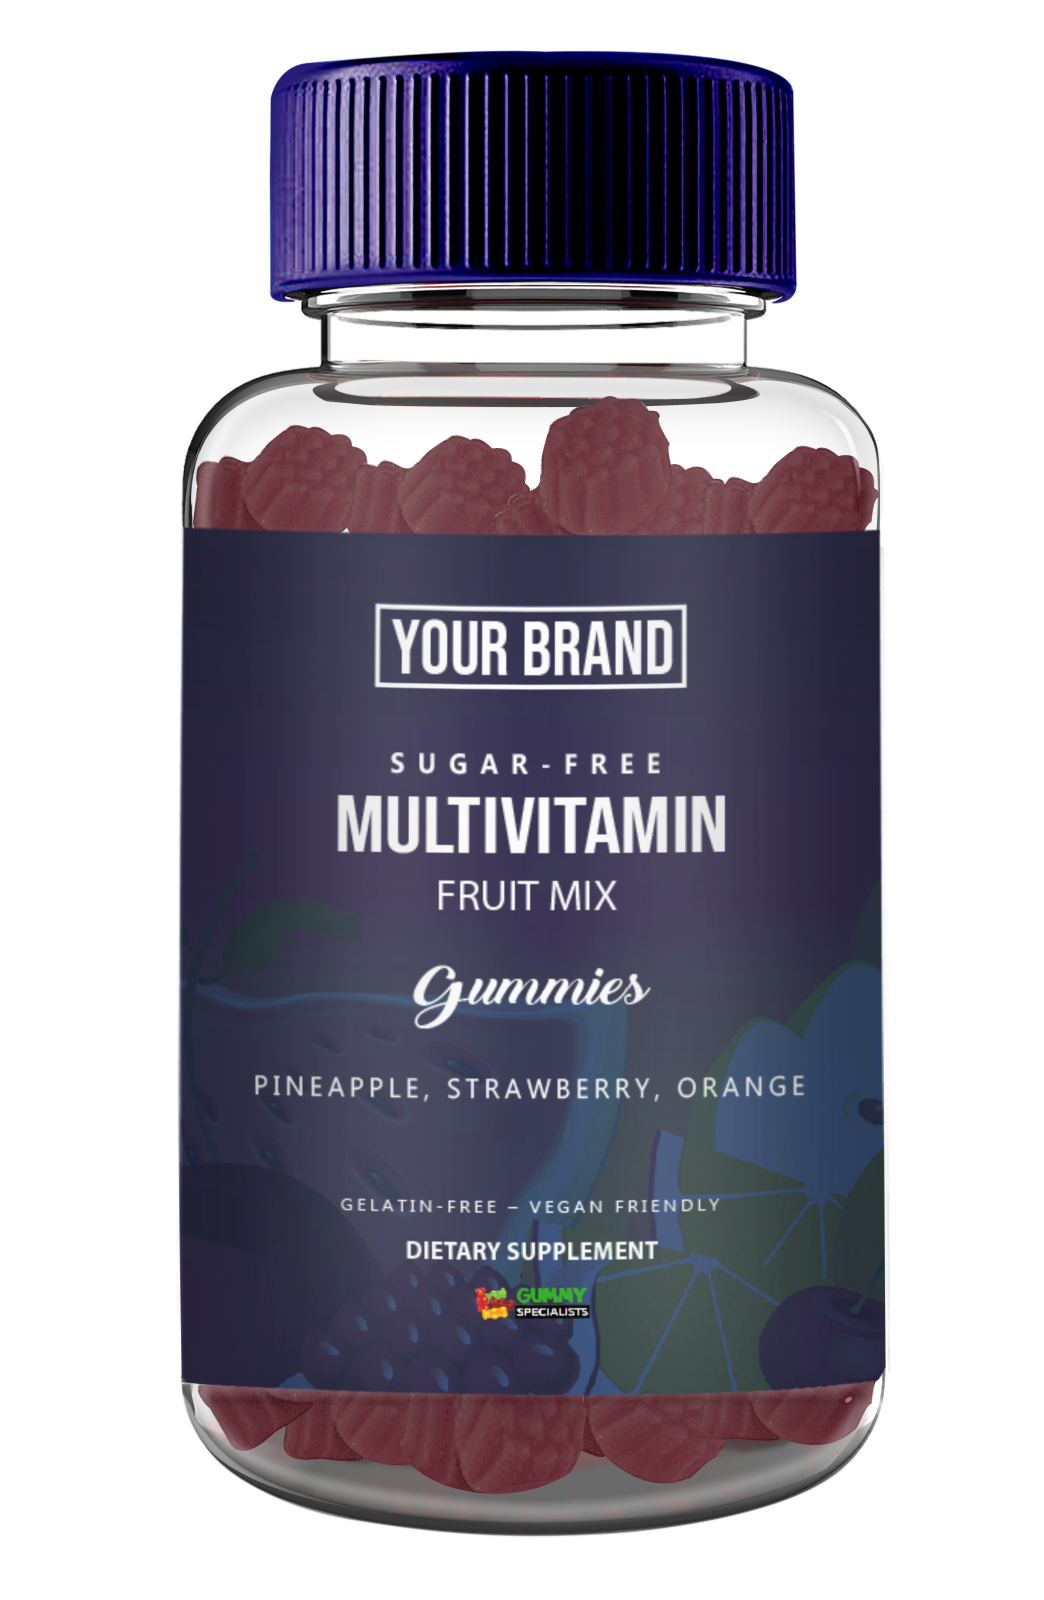 YOUR BRAND
SUGAR-FREE
MULTIVITAMIN
FRUIT MIX
Gummies
PINEAPPLE, STRAWBERRY, ORANGE
GELATIN-FREE – VEGAN FRIENDLY
DIETARY SUPPLEMENT
GUMMY
SPECIALISTS